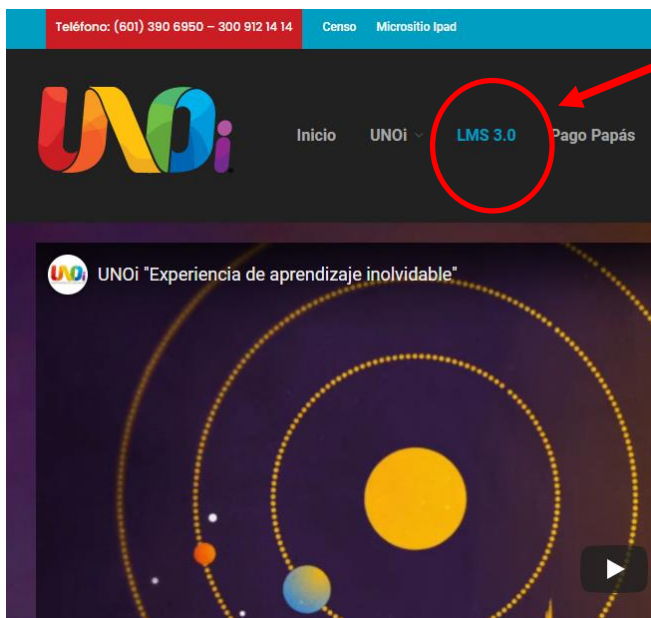 Teléfono: (601) 390 6950 – 300 912 14 14 Censo Micrositio Ipad
UNOi
Inicio UNOi LMS 3.0 Pago Papás
UNOi UNOi "Experiencia de aprendizaje inolvidable"